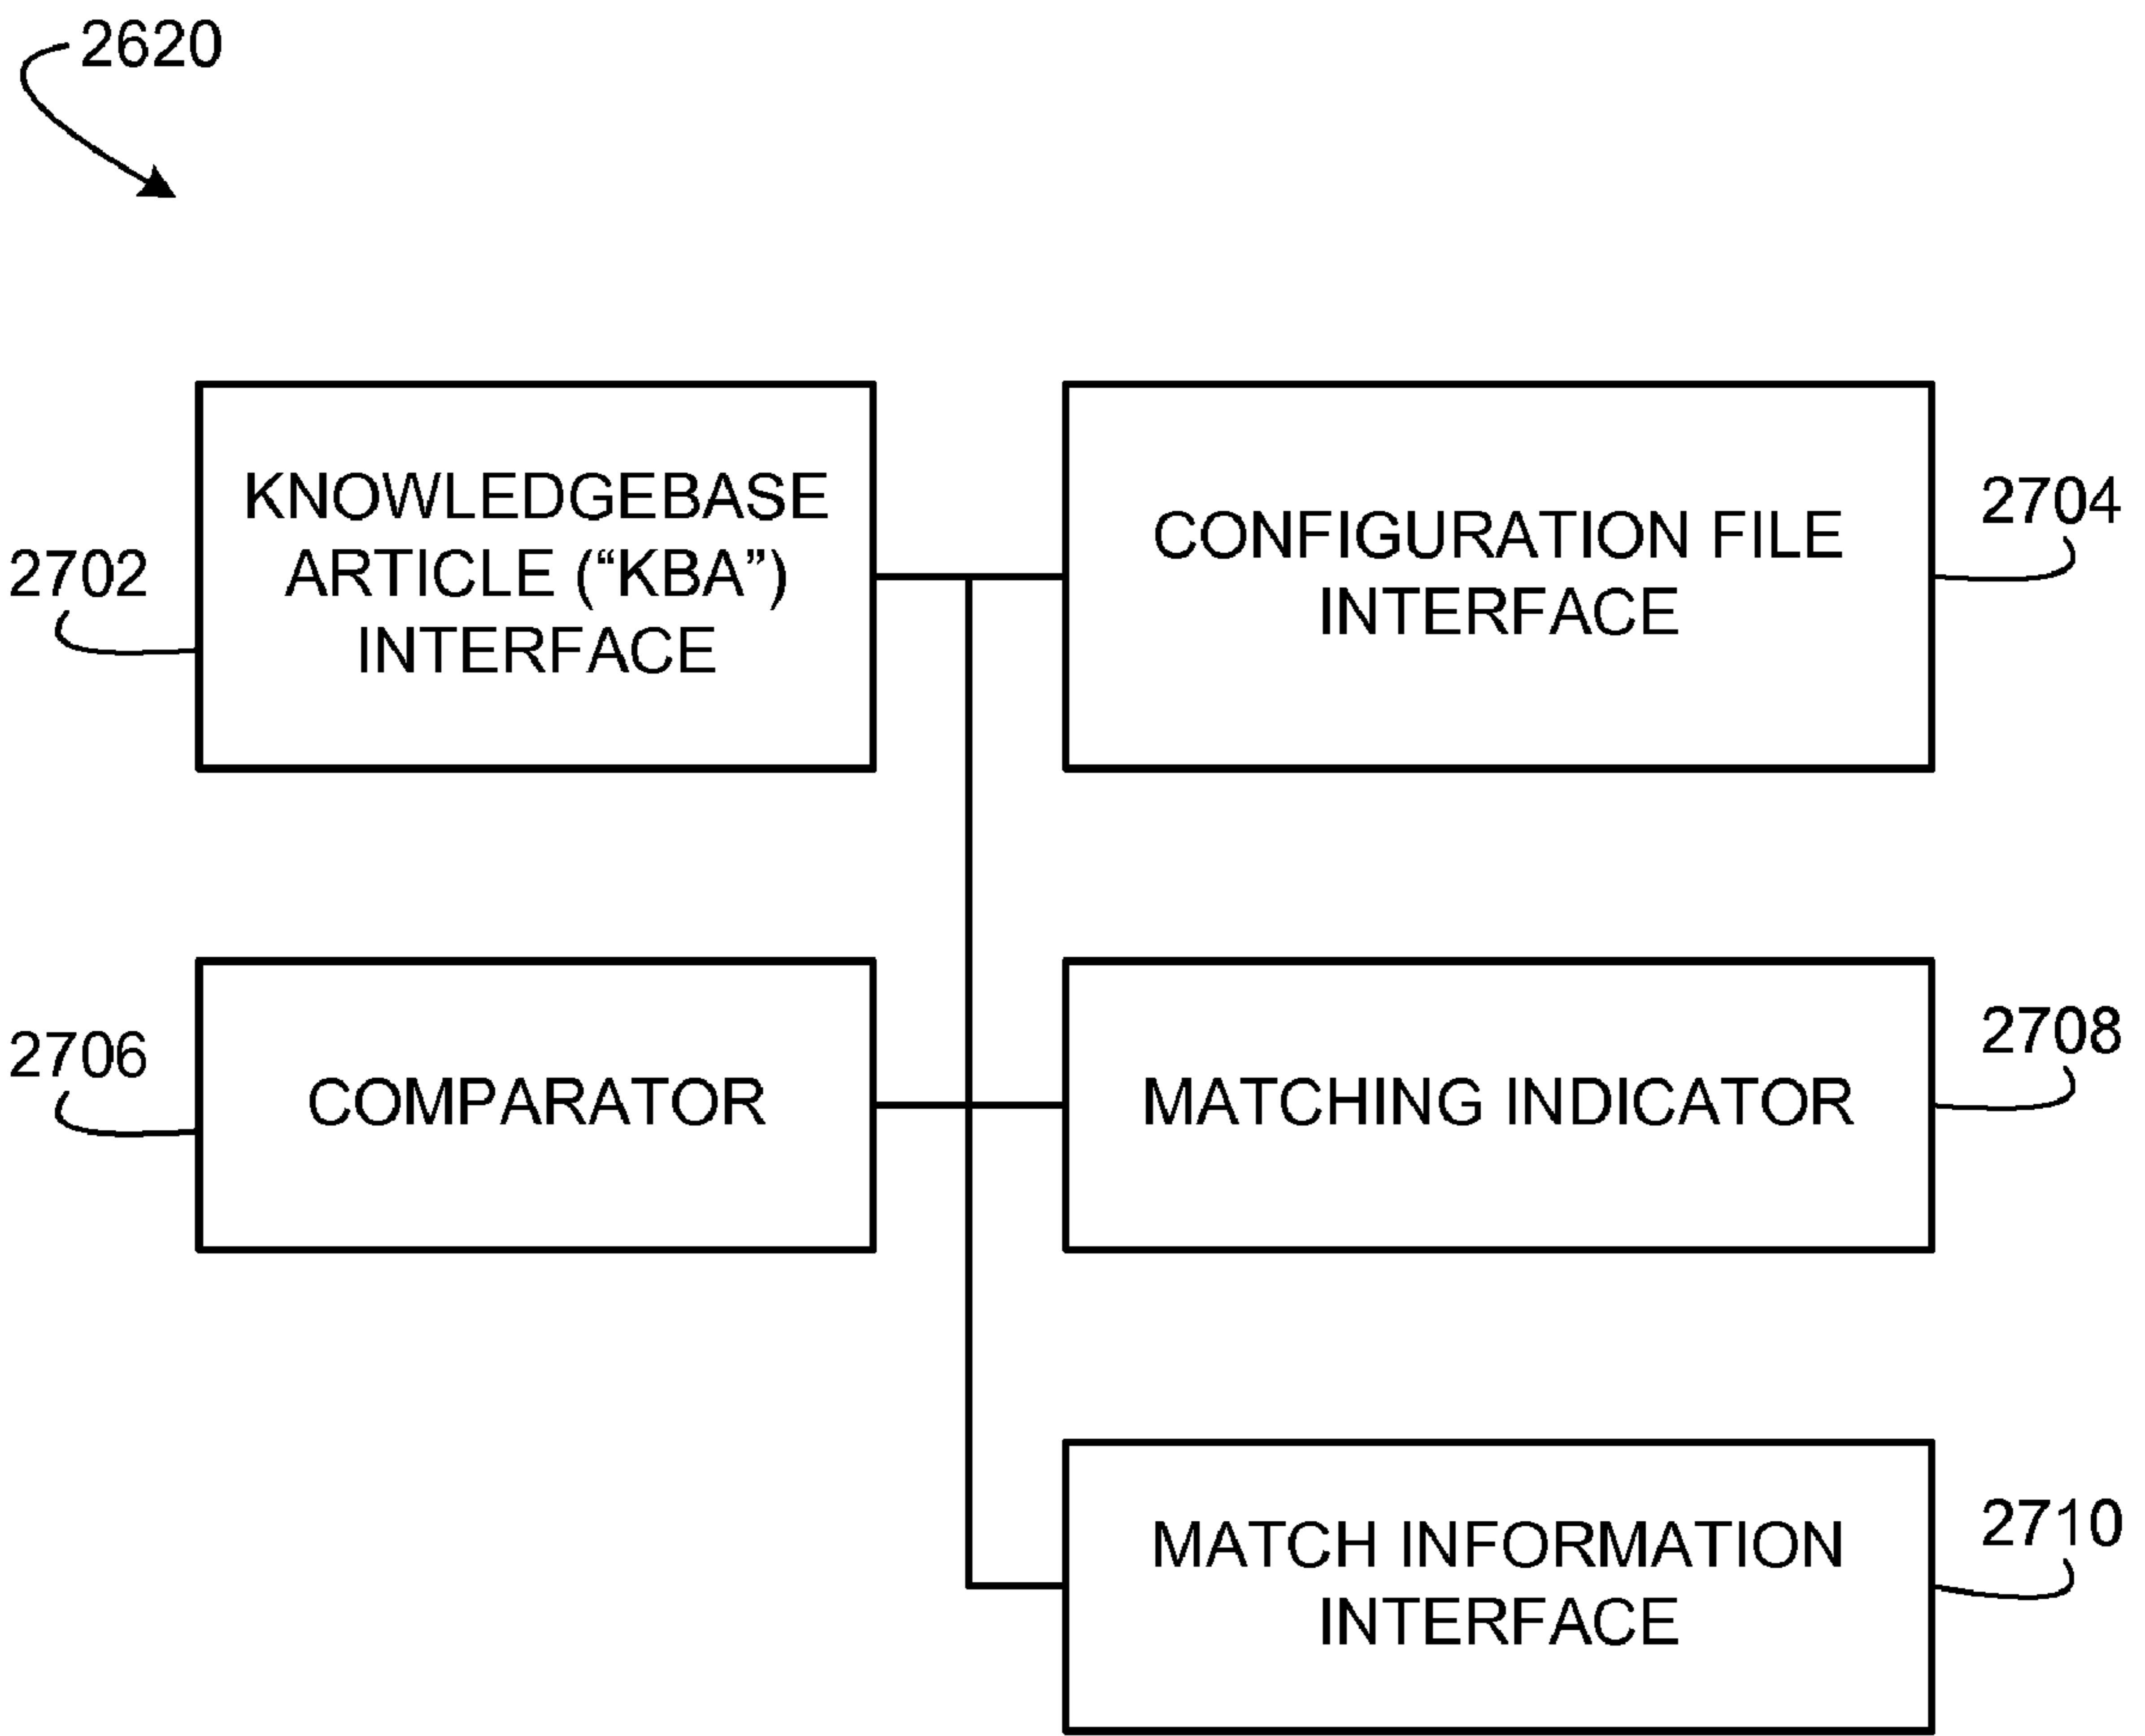 2620
KNOWLEDGEBASE
ARTICLE (“KBA”)
INTERFACE
2702
CONFIGURATION FILE
INTERFACE
2704
COMPARATOR
2706
MATCHING INDICATOR
2708
MATCH INFORMATION
INTERFACE
2710